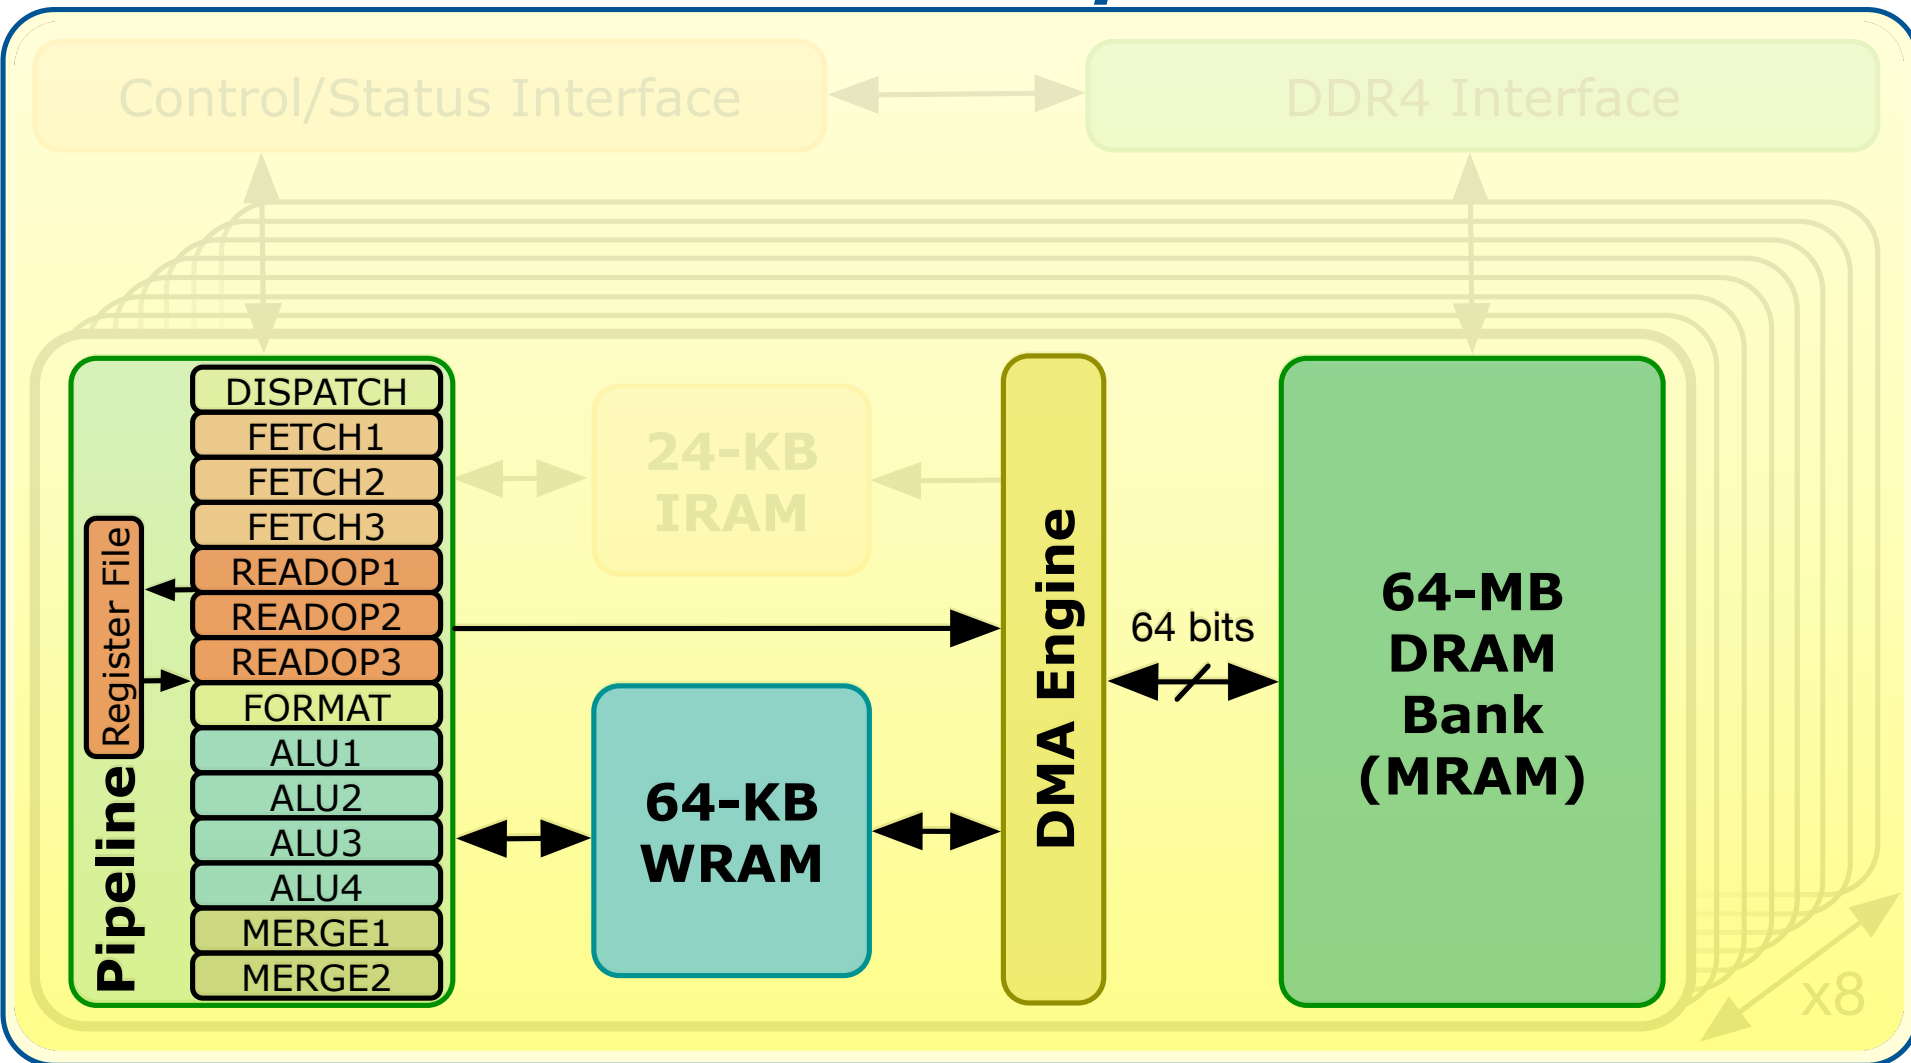 Control/Status Interface
DDR4 Interface
DISPATCH
FETCH1
FETCH2
FETCH3
READOP1
READOP2
READOP3
FORMAT
ALU1
ALU2
ALU3
ALU4
MERGE1
MERGE2
Register File
Pipeline
24-KB
IRAM
64-KB
WRAM
DMA Engine
64 bits
64-MB
DRAM
Bank
(MRAM)
x8